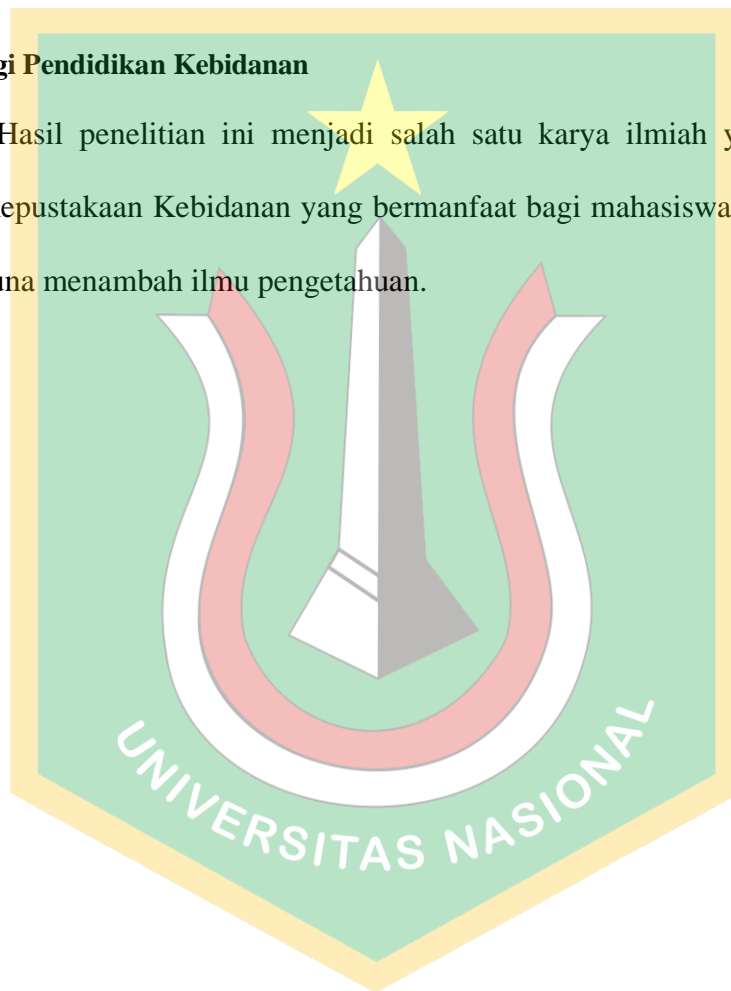 gi Pendidikan Kebidanan
Hasil penelitian ini menjadi salah satu karya ilmiah y
epustakaan Kebidanan yang bermanfaat bagi mahasiswa
una menambah ilmu pengetahuan.
UNIVERSITAS NASIONAL